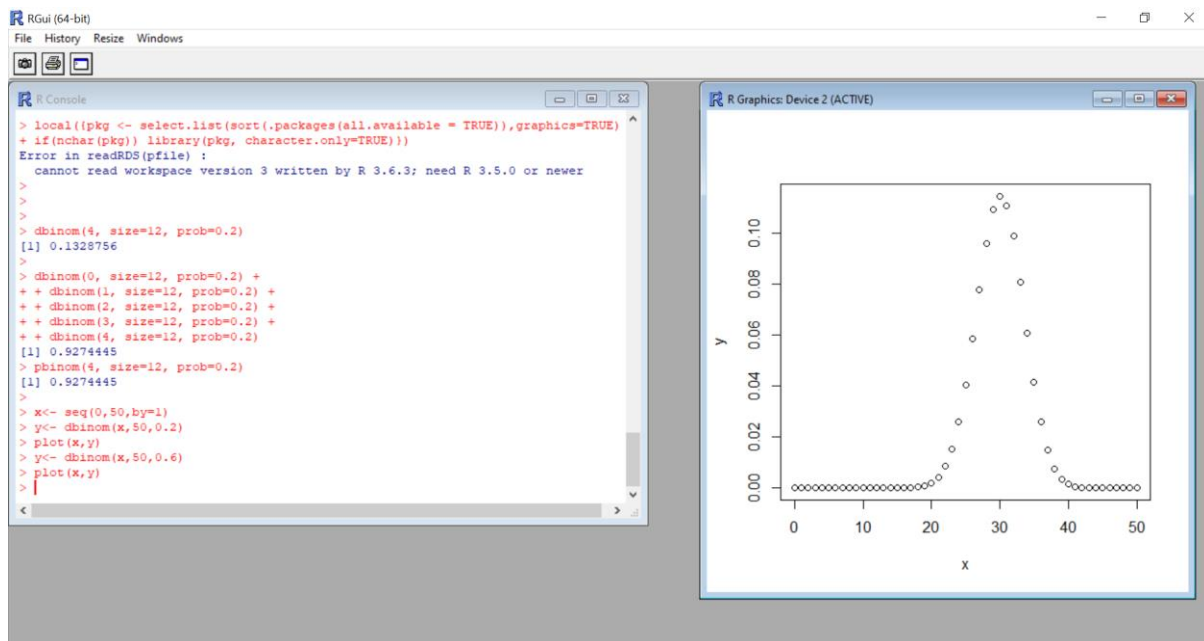 RGui (64-bit)
File History Resize Windows
R Console
> local({pkg <- select.list(sort(.packages(all.available = TRUE)),graphics=TRUE)
+ if(nchar(pkg)) library(pkg, character.only=TRUE)})
Error in readRDS(pfile) :
  cannot read workspace version 3 written by R 3.6.3; need R 3.5.0 or newer
>
>
>
> dbinom(4, size=12, prob=0.2)
[1] 0.1328756
>
> dbinom(0, size=12, prob=0.2) +
+ + dbinom(1, size=12, prob=0.2) +
+ + dbinom(2, size=12, prob=0.2) +
+ + dbinom(3, size=12, prob=0.2) +
+ + dbinom(4, size=12, prob=0.2)
[1] 0.9274445
> pbinom(4, size=12, prob=0.2)
[1] 0.9274445
>
> x<- seq(0,50,by=1)
> y<- dbinom(x,50,0.2)
> plot(x,y)
> y<- dbinom(x,50,0.6)
> plot(x,y)
>
R Graphics: Device 2 (ACTIVE)
0.10
0.08
0.06
0.04
0.02
0.00
y
0 10 20 30 40 50
x